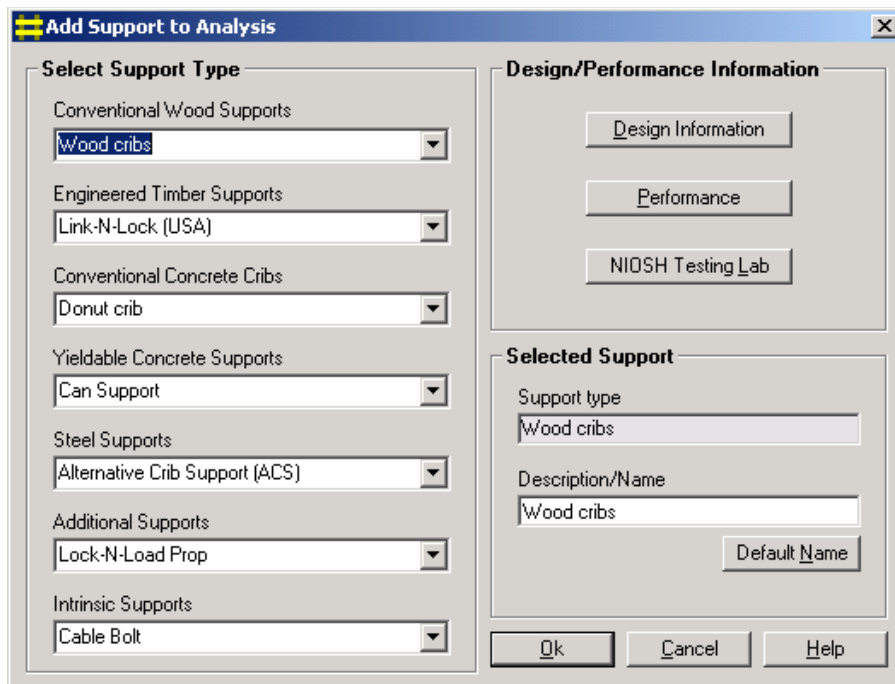 Add Support to Analysis
Select Support Type
Conventional Wood Supports
Wood cribs
Engineered Timber Supports
Link-N-Lock (USA)
Conventional Concrete Cribs
Donut crib
Yieldable Concrete Supports
Can Support
Steel Supports
Alternative Crib Support (ACS)
Additional Supports
Lock-N-Load Prop
Intrinsic Supports
Cable Bolt
Design/Performance Information
Design Information
Performance
NIOSH Testing Lab
Selected Support
Support type
Wood cribs
Description/Name
Wood cribs
Default Name
Ok
Cancel
Help